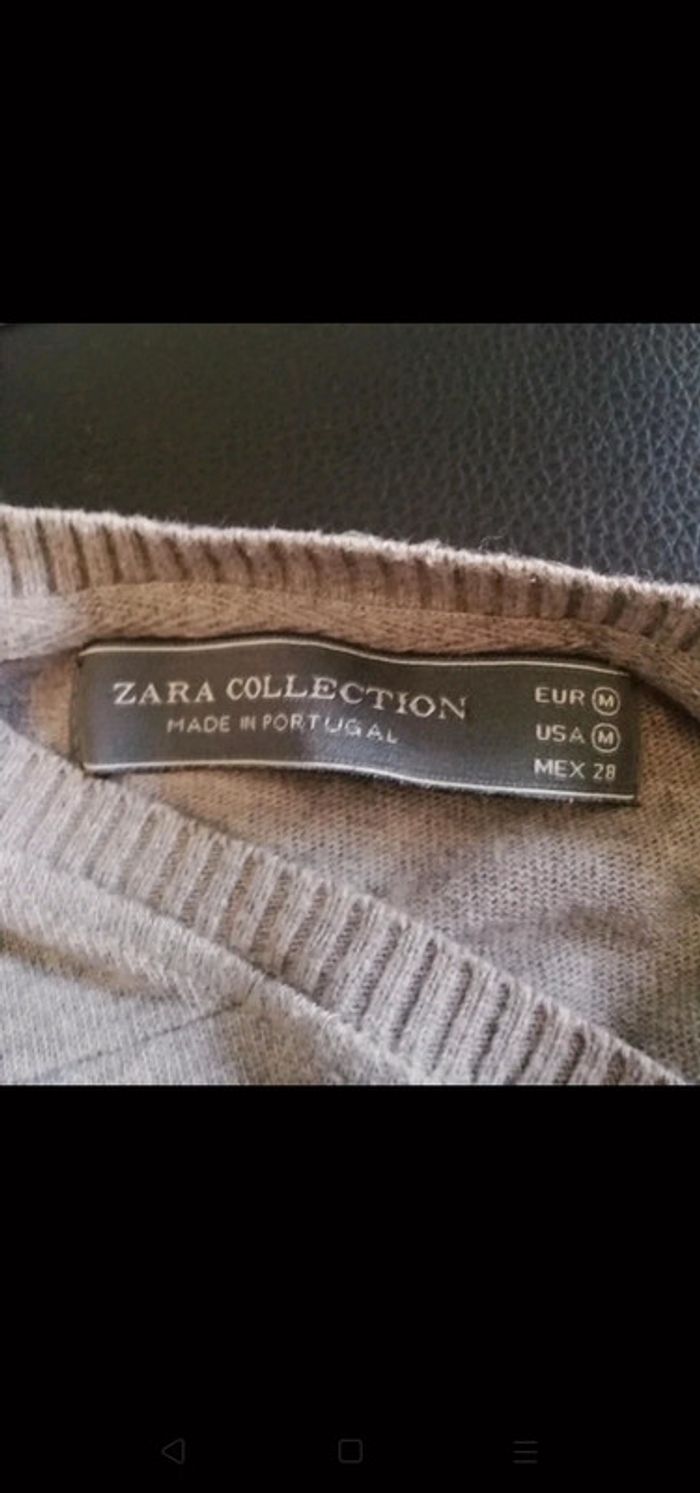 ZARA COLLECTION
MADE IN PORTUGAL
EUR M
USA M
MEX 28